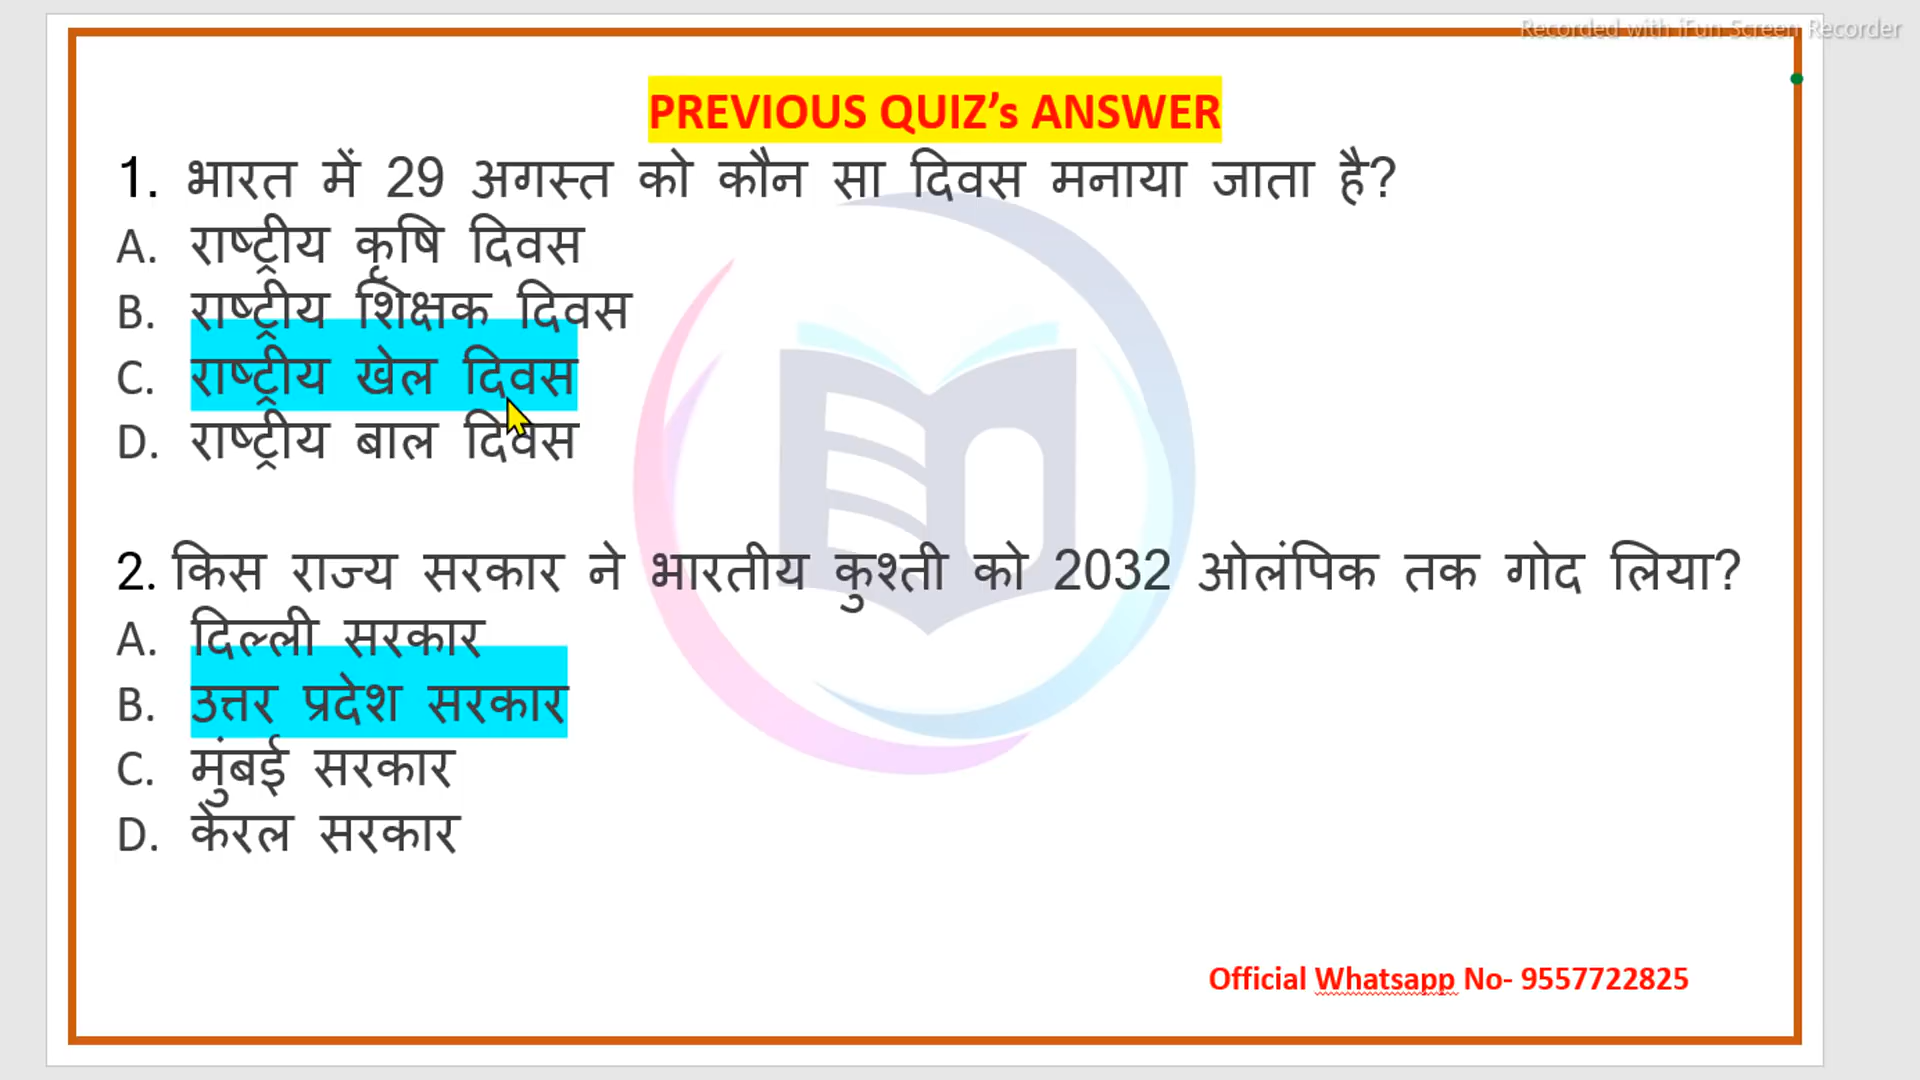 Recorded with iFun Screen Recorder
PREVIOUS QUIZ’s ANSWER
1. भारत में 29 अगस्त को कौन सा दिवस मनाया जाता है?
A. राष्ट्रीय कृषि दिवस
B. राष्ट्रीय शिक्षक दिवस
C. राष्ट्रीय खेल दिवस
D. राष्ट्रीय बाल दिवस
2. किस राज्य सरकार ने भारतीय कुश्ती को 2032 ओलंपिक तक गोद लिया?
A. दिल्ली सरकार
B. उत्तर प्रदेश सरकार
C. मुंबई सरकार
D. केरल सरकार
Official Whatsapp No- 9557722825